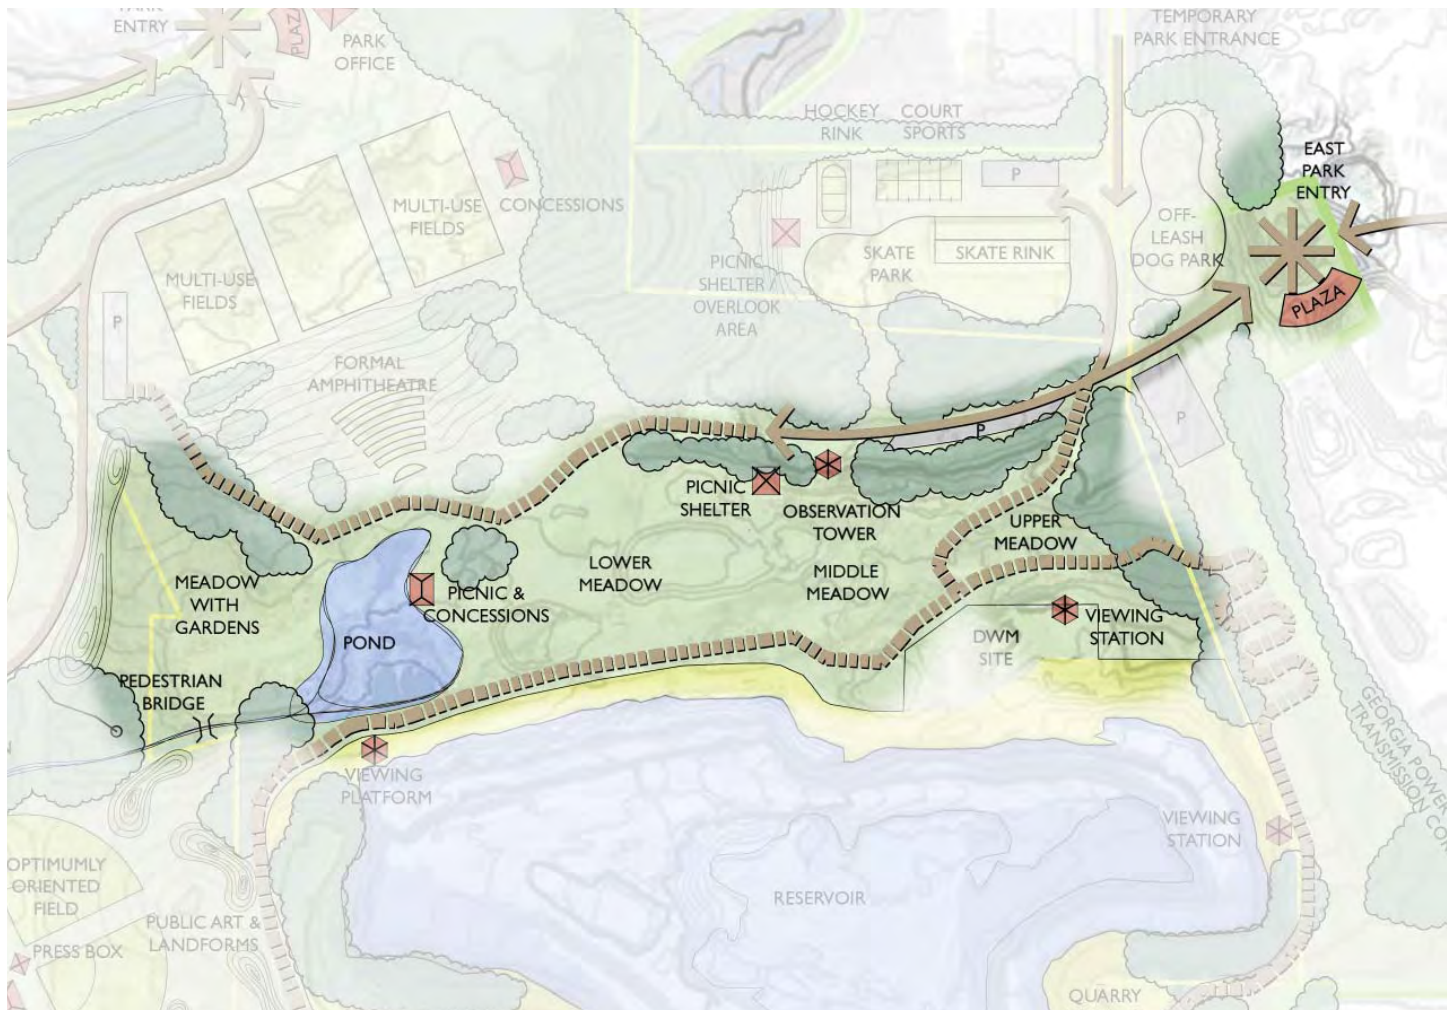 PARK
ENTRY
PLAZA
PARK
OFFICE
TEMPORARY
PARK ENTRANCE
HOCKEY
RINK
COURT
SPORTS
P
EAST
PARK
ENTRY
MULTI-USE
FIELDS
CONCESSIONS
OFF-
LEASH
DOG PARK
SKATE
PARK
SKATE RINK
PICNIC
SHELTER /
OVERLOOK
AREA
MULTI-USE
FIELDS
PLAZA
P
FORMAL
AMPHITHEATRE
P
P
PICNIC
SHELTER
OBSERVATION
TOWER
UPPER
MEADOW
LOWER
MEADOW
MIDDLE
MEADOW
MEADOW
WITH
GARDENS
PICNIC &
CONCESSIONS
POND
DWM
SITE
VIEWING
STATION
PEDESTRIAN
BRIDGE
GEORGIA POWER
TRANSMISSION
VIEWING
PLATFORM
VIEWING
STATION
OPTIMUMLY
ORIENTED
FIELD
RESERVOIR
PUBLIC ART &
LANDFORMS
PRESS BOX
QUARRY